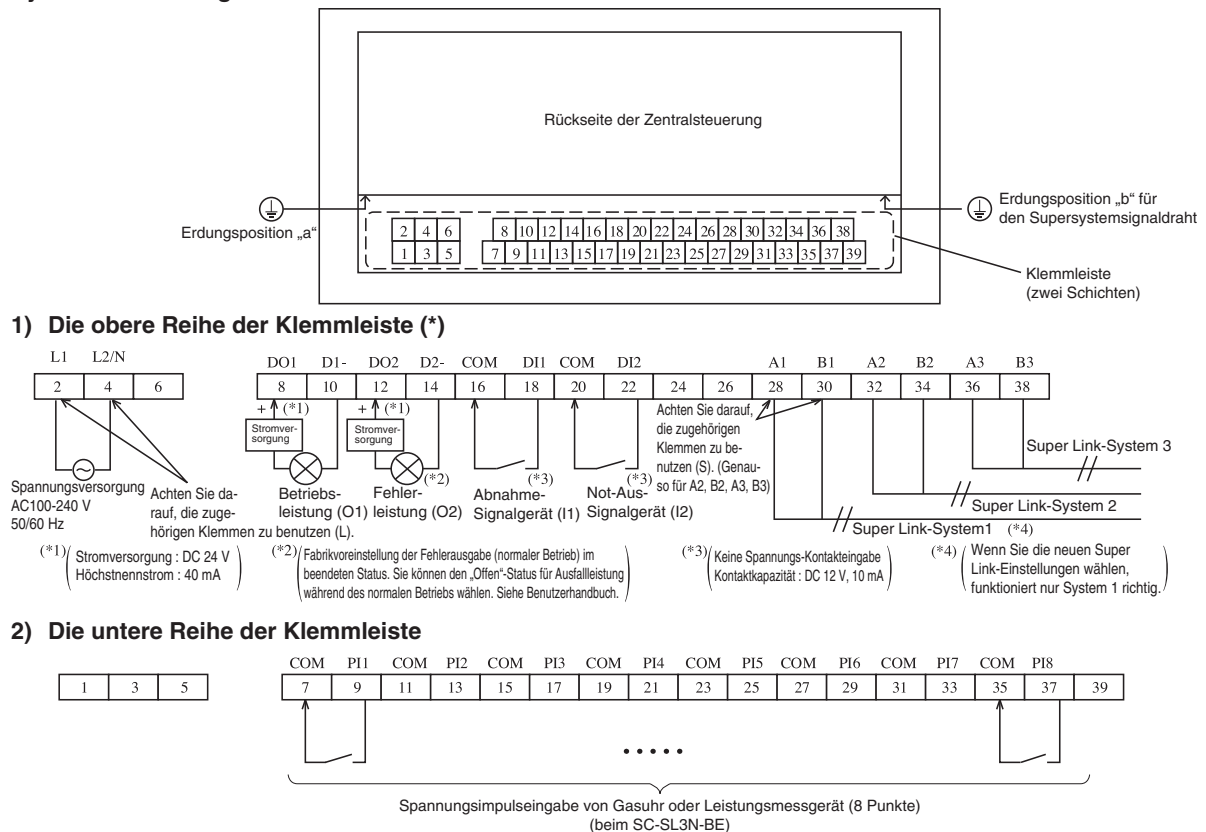 Rückseite der Zentralsteuerung
Erdungsposition „a“
Erdungsposition „b“ für
den Supersystemsignaldraht
2 4 6 8 10 12 14 16 18 20 22 24 26 28 30 32 34 36 38
1 3 5 7 9 11 13 15 17 19 21 23 25 27 29 31 33 35 37 39
Klemmleiste
(zwei Schichten)
1) Die obere Reihe der Klemmleiste (*)
L1 L2/N DO1 D1- DO2 D2- COM DI1 COM DI2 A1 B1 A2 B2 A3 B3
2 4 6 8 10 12 14 16 18 20 22 24 26 28 30 32 34 36 38
+ (*1)
Stromver-
sorgung
+ (*1)
Stromver-
sorgung
Spannungsversorgung
AC100-240 V
50/60 Hz
Achten Sie da-
rauf, die zuge-
hörigen Klemmen zu benutzen (L).
Betriebs-
leistung (O1)
(*2)
Fehler-
leistung (O2)
(*3)
Abnahme-
Signalgerät (I1)
(*3)
Not-Aus-
Signalgerät (I2)
Achten Sie darauf,
die zugehörigen
Klemmen zu be-
nutzen (S). (Genau-
so für A2, B2, A3, B3)
Super Link-System 3
Super Link-System 2
Super Link-System1 (*4)
(*1) Stromversorgung : DC 24 V
Höchstnennstrom : 40 mA
(*2) Fabrikvoreinstellung der Fehlerausgabe (normaler Betrieb) im
beendeten Status. Sie können den „Offen“-Status für Ausfallleistung
während des normalen Betriebs wählen. Siehe Benutzerhandbuch.
(*3) Keine Spannungs-Kontakteingabe
Kontaktkapazität : DC 12 V, 10 mA
(*4) Wenn Sie die neuen Super
Link-Einstellungen wählen,
funktioniert nur System 1 richtig.
2) Die untere Reihe der Klemmleiste
COM PI1 COM PI2 COM PI3 COM PI4 COM PI5 COM PI6 COM PI7 COM PI8
1 3 5 7 9 11 13 15 17 19 21 23 25 27 29 31 33 35 37 39
.....
Spannungsimpulseingabe von Gasuhr oder Leistungsmessgerät (8 Punkte)
(beim SC-SL3N-BE)